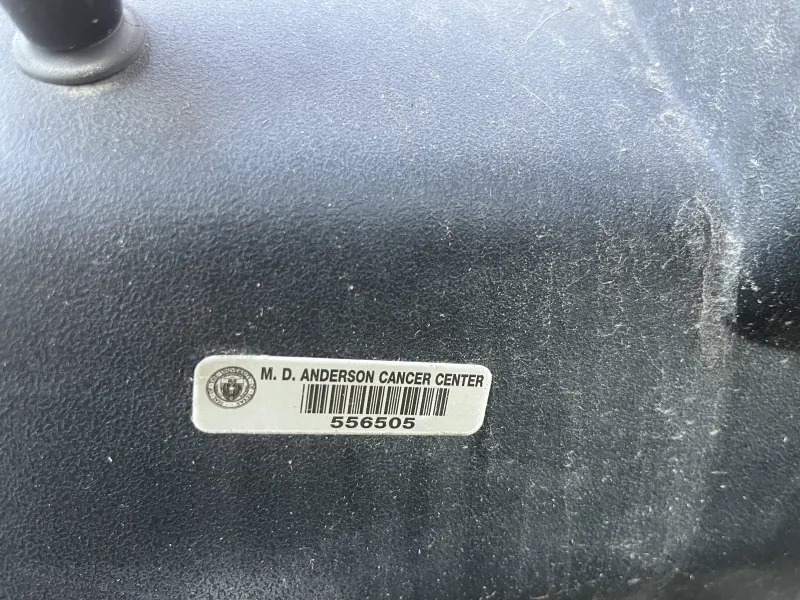 M. D. ANDERSON CANCER CENTER
556505